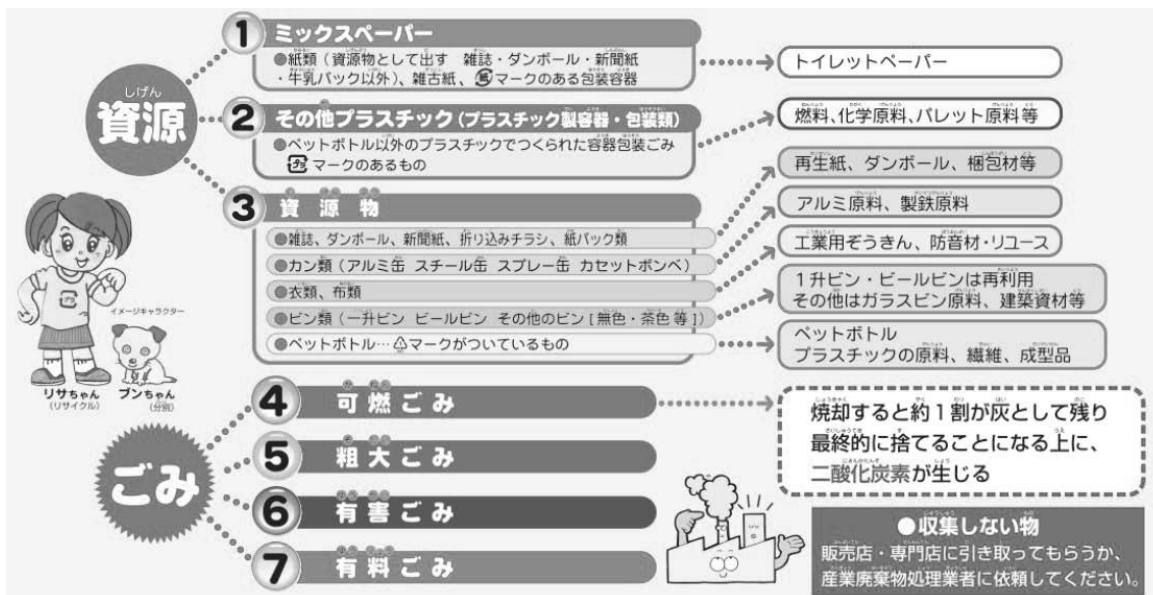 資源
しげん
1 ミックスペーパー
●紙類（資源物として出す 雑誌・ダンボール・新聞紙
・牛乳パック以外）、雑古紙、紙マークのある包装容器
トイレットペーパー
2 その他プラスチック（プラスチック製容器・包装類）
●ペットボトル以外のプラスチックでつくられた容器包装ごみ
プラマークのあるもの
燃料、化学原料、パレット原料等
3 資源物
●雑誌、ダンボール、新聞紙、折り込みチラシ、紙パック類
再生紙、ダンボール、梱包材等
●カン類（アルミ缶 スチール缶 スプレー缶 カセットボンベ）
アルミ原料、製鉄原料
●衣類、布類
工業用ぞうきん、防音材・リユース
●ビン類（一升ビン ビールビン その他のビン[無色・茶色 等]）
1升ビン・ビールビンは再利用
その他はガラスビン原料、建築資材等
●ペットボトル…マークがついているもの
ペットボトル
プラスチックの原料、繊維、成型品
イメージキャラクター
リサちゃん
（リサイクル）
ブンちゃん
（分別）
ごみ
4 可燃ごみ
焼却すると約1割が灰として残り
最終的に捨てることになる上に、
二酸化炭素が生じる
5 粗大ごみ
6 有害ごみ
7 有料ごみ
●収集しない物
販売店・専門店に引き取ってもらうか、
産業廃棄物処理業者に依頼してください。